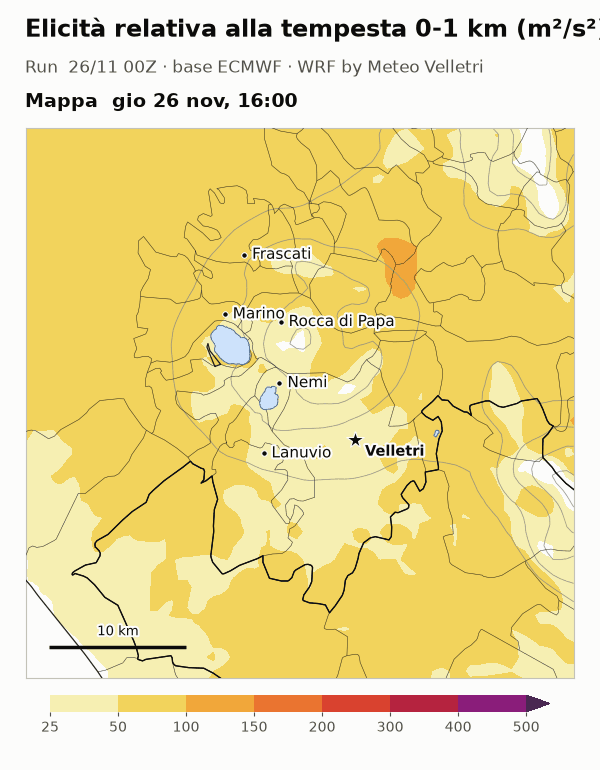 Elicità relativa alla tempesta 0-1 km (m²/s²)
Run  26/11 00Z · base ECMWF · WRF by Meteo Velletri
Mappa  gio 26 nov, 16:00
Frascati
Marino
Rocca di Papa
Nemi
Velletri
Lanuvio
10 km
25 50 100 150 200 300 400 500